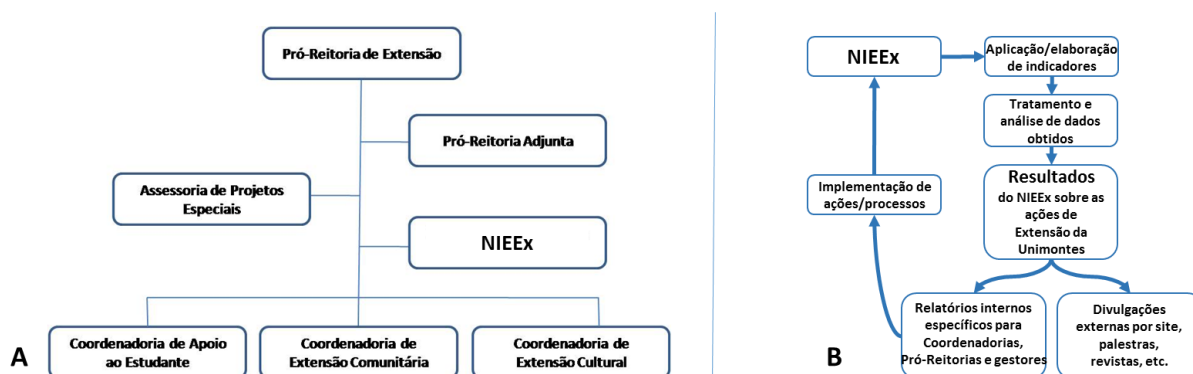 Pró-Reitoria de Extensão
Pró-Reitoria Adjunta
Assessoria de Projetos
Especiais
NIEEx
Coordenadoria de Apoio
ao Estudante
Coordenadoria de
Extensão Comunitária
Coordenadoria de
Extensão Cultural
A
NIEEx
Aplicação/elaboração
de indicadores
Tratamento e
análise de dados
obtidos
Resultados
do NIEEx sobre as
ações de
Extensão da
Unimontes
Implementação de
ações/processos
Relatórios internos
específicos para
Coordenadorias,
Pró-Reitorias e gestores
Divulgações
externas por site,
palestras,
revistas, etc.
B